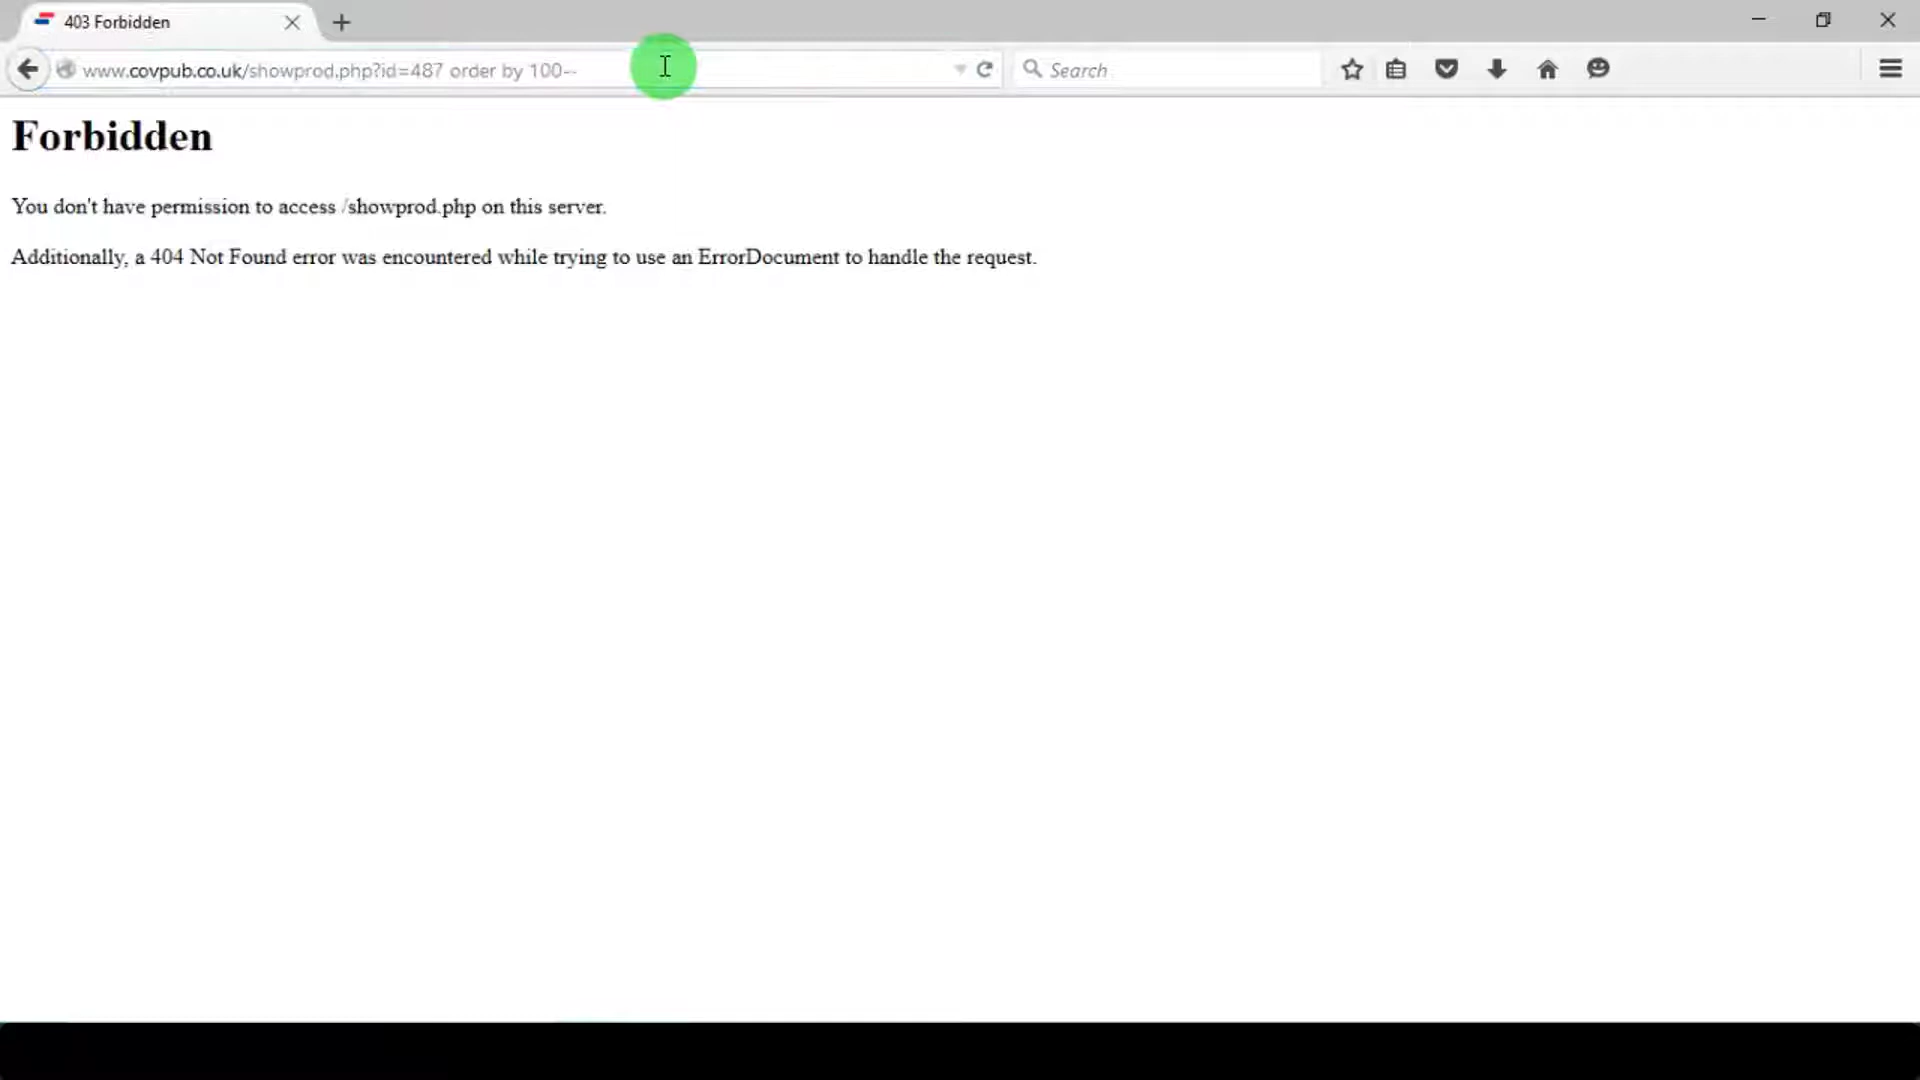 403 Forbidden
www.covpub.co.uk/showprod.php?id=487 order by 100--
Search
Forbidden
You don't have permission to access /showprod.php on this server.
Additionally, a 404 Not Found error was encountered while trying to use an ErrorDocument to handle the request.